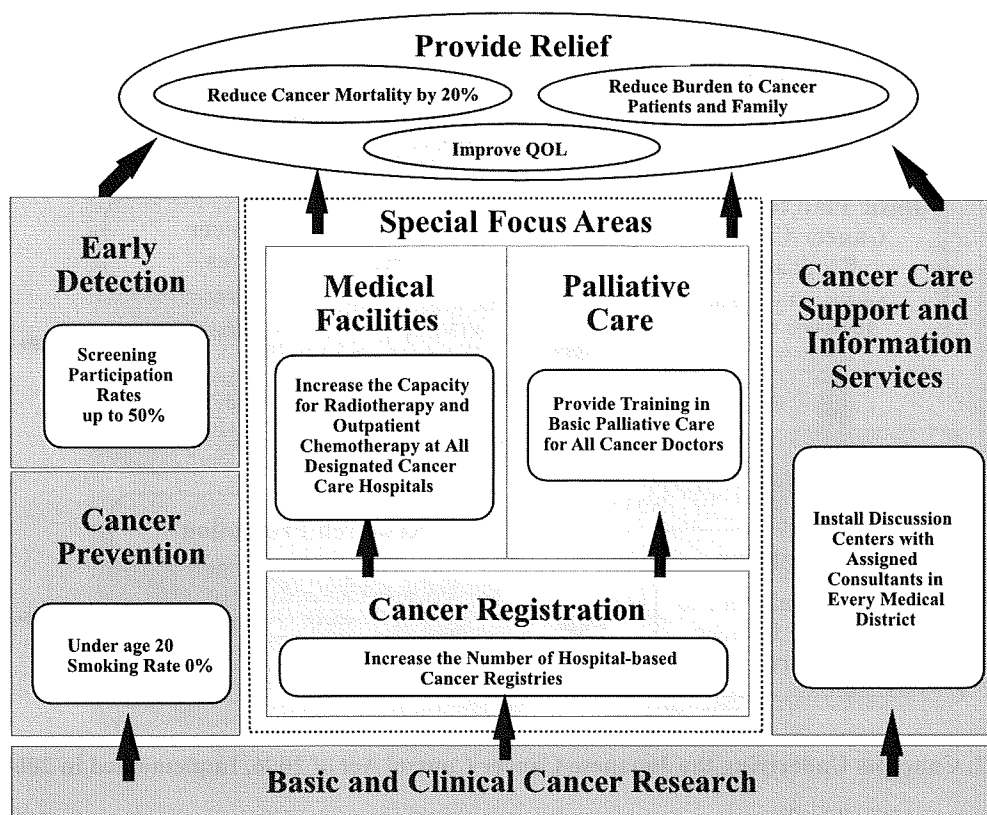 Provide Relief
Reduce Cancer Mortality by 20%
Reduce Burden to Cancer
Patients and Family
Improve QOL
Early
Detection
Screening
Participation
Rates
up to 50%
Cancer
Prevention
Under age 20
Smoking Rate 0%
Special Focus Areas
Medical
Facilities
Increase the Capacity
for Radiotherapy and
Outpatient
Chemotherapy at All
Designated Cancer
Care Hospitals
Palliative
Care
Provide Training in
Basic Palliative Care
for All Cancer Doctors
Cancer Registration
Increase the Number of Hospital-based
Cancer Registries
Cancer Care
Support and
Information
Services
Install Discussion
Centers with
Assigned
Consultants in
Every Medical
District
Basic and Clinical Cancer Research